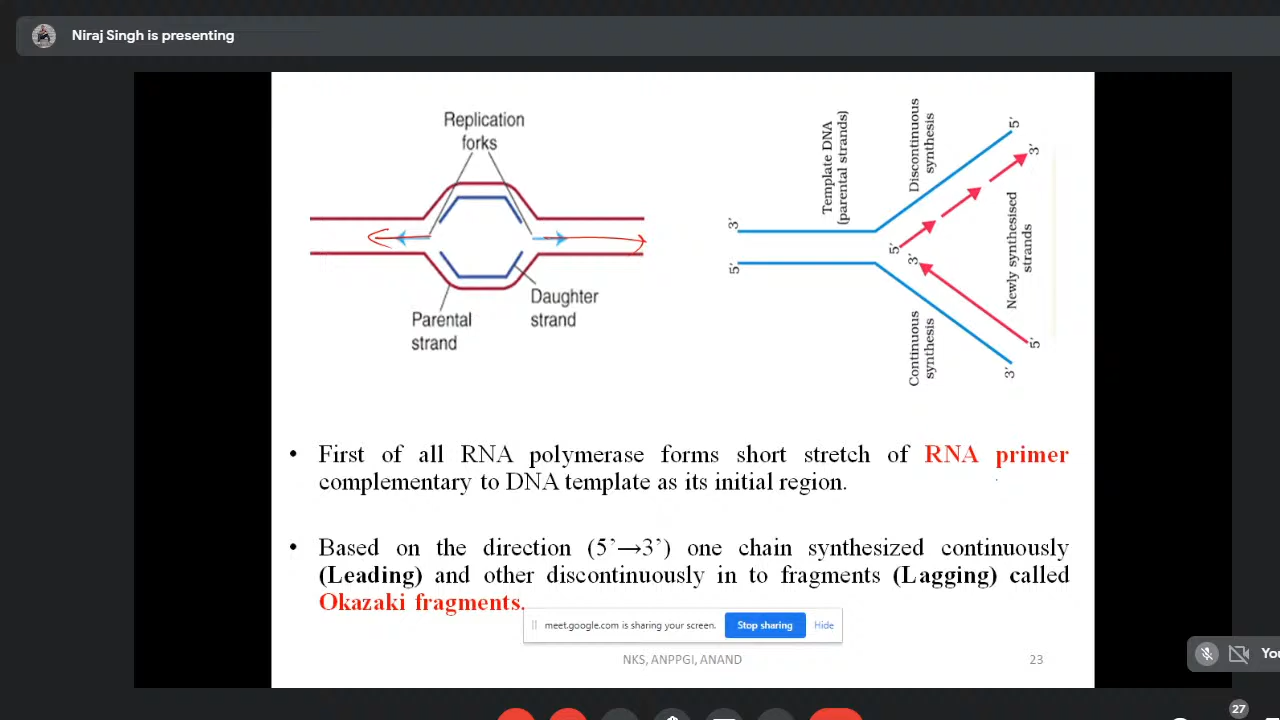 Niraj Singh is presenting
Replication
forks
Parental
strand
Daughter
strand
Template DNA
(parental strands)
Discontinuous
synthesis
5'
3'
3'
5'
5'
3'
Newly synthesised
strands
Continuous
synthesis
5'
3'
• First of all RNA polymerase forms short stretch of RNA primer
complementary to DNA template as its initial region.
• Based on the direction (5’→3’) one chain synthesized continuously
(Leading) and other discontinuously in to fragments (Lagging) called
Okazaki fragments.
meet.google.com is sharing your screen. Stop sharing Hide
NKS, ANPPGI, ANAND 23
You
27